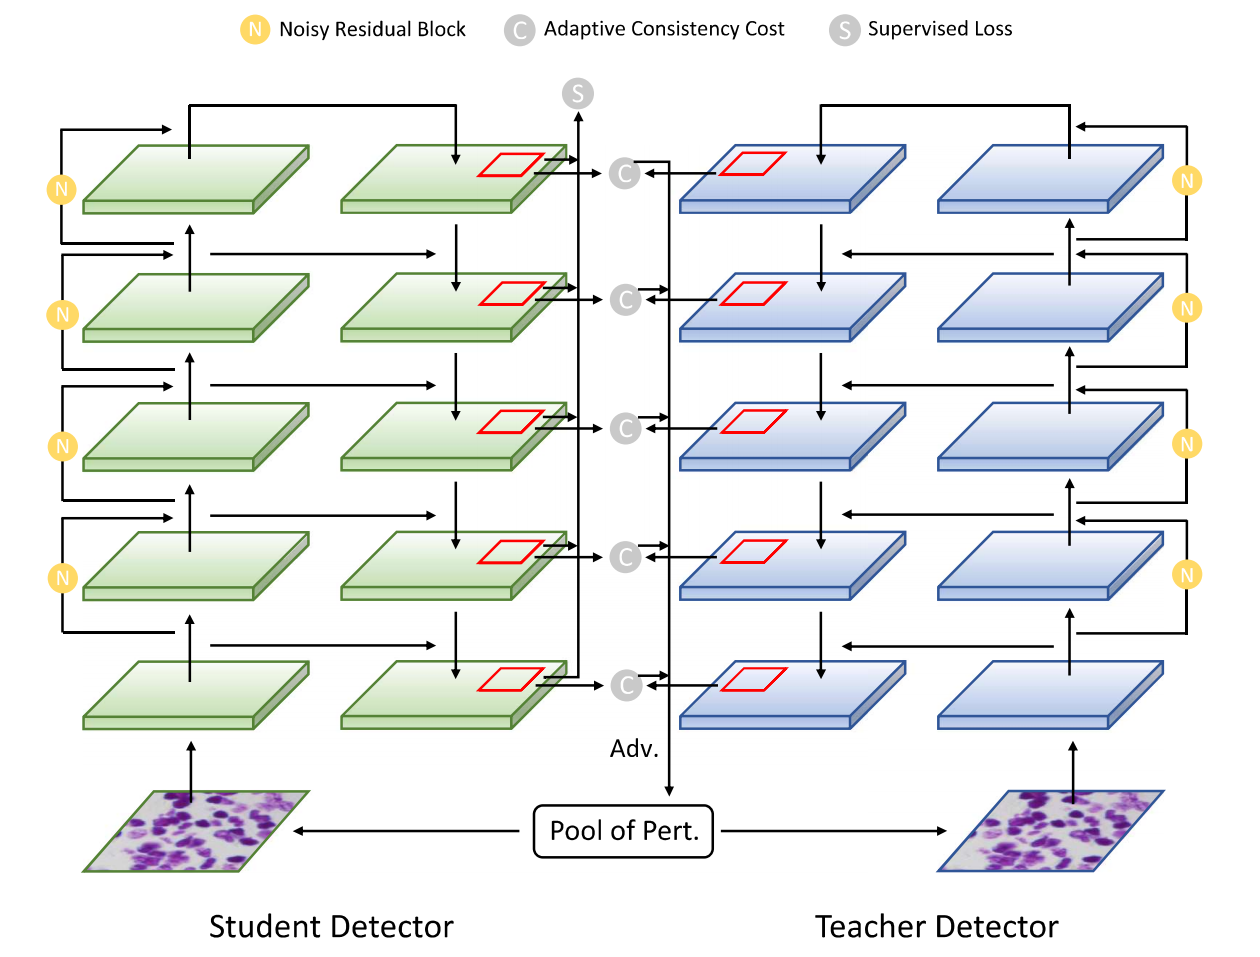 N Noisy Residual Block C Adaptive Consistency Cost S Supervised Loss
S
N C N
N C N
N C N
N C N
C
Adv.
Pool of Pert.
Student Detector Teacher Detector